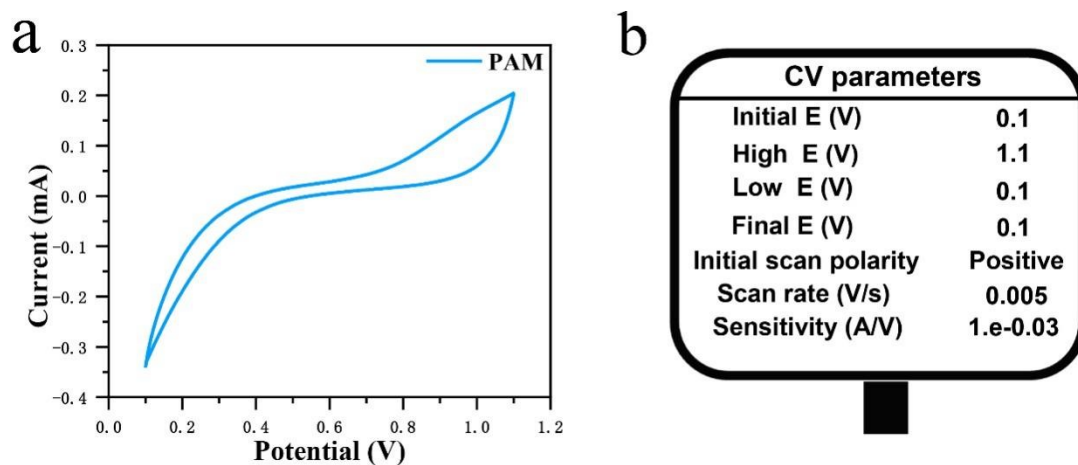 a
0.3
0.2
0.1
0.0
-0.1
-0.2
-0.3
-0.4
Current (mA)
PAM
0.0 0.2 0.4 0.6 0.8 1.0 1.2
Potential (V)
b
CV parameters
Initial E (V) 0.1
High E (V) 1.1
Low E (V) 0.1
Final E (V) 0.1
Initial scan polarity Positive
Scan rate (V/s) 0.005
Sensitivity (A/V) 1.e-0.03